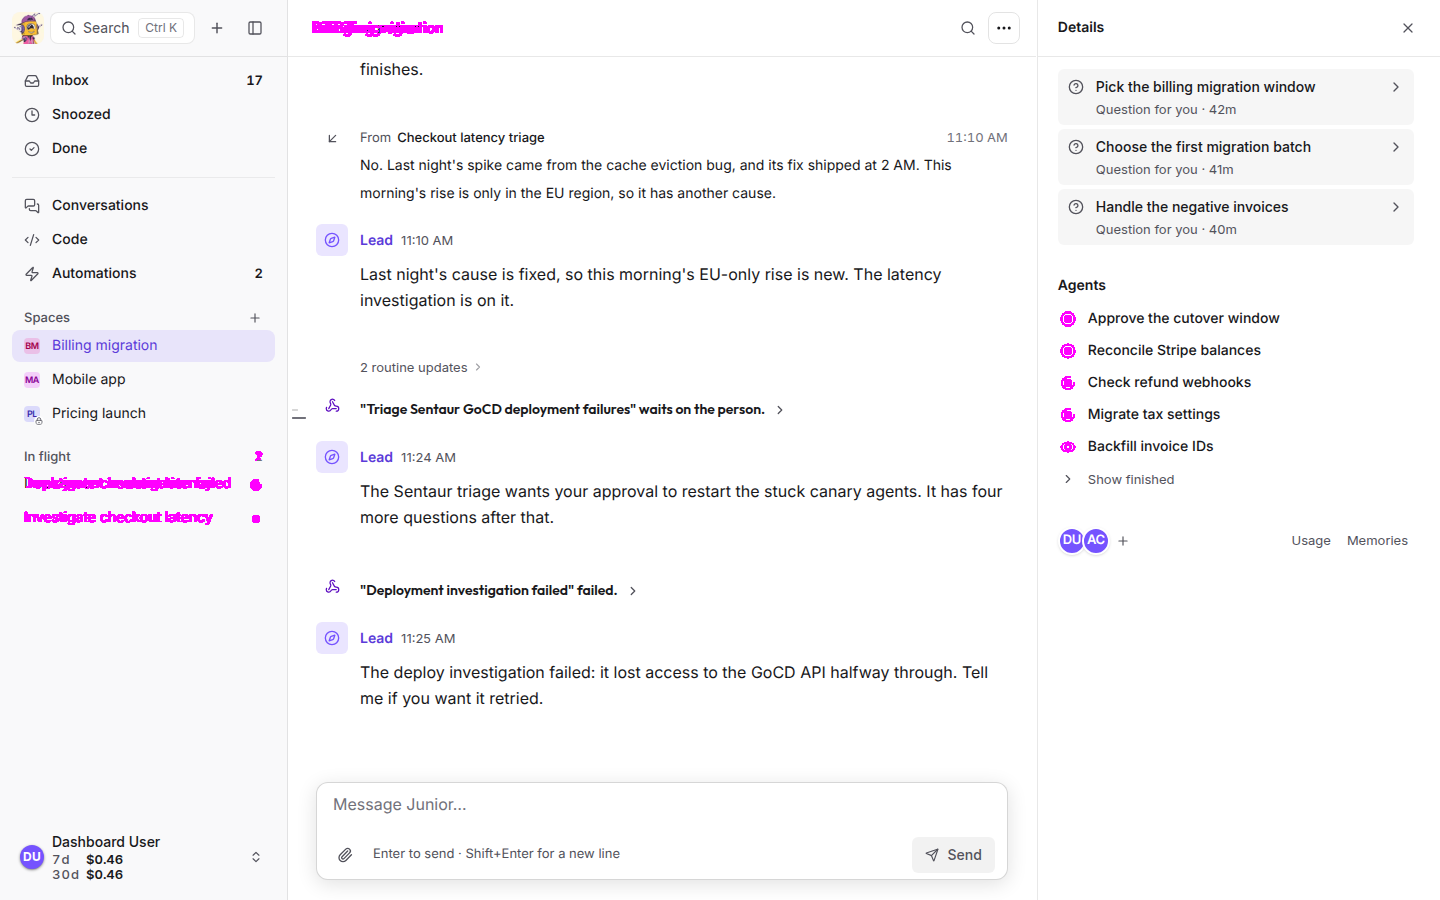 Search Ctrl K
Inbox 17
Snoozed
Done
Conversations
Code
Automations 2
Spaces
BM Billing migration
MA Mobile app
PL Pricing launch
In flight
Investigate checkout latency
DU Dashboard User
7d $0.46
30d $0.46
finishes.
From Checkout latency triage 11:10 AM
No. Last night's spike came from the cache eviction bug, and its fix shipped at 2 AM. This
morning's rise is only in the EU region, so it has another cause.
Lead 11:10 AM
Last night's cause is fixed, so this morning's EU-only rise is new. The latency
investigation is on it.
2 routine updates
"Triage Sentaur GoCD deployment failures" waits on the person.
Lead 11:24 AM
The Sentaur triage wants your approval to restart the stuck canary agents. It has four
more questions after that.
"Deployment investigation failed" failed.
Lead 11:25 AM
The deploy investigation failed: it lost access to the GoCD API halfway through. Tell
me if you want it retried.
Message Junior...
Enter to send · Shift+Enter for a new line
Send
Details
Pick the billing migration window
Question for you · 42m
Choose the first migration batch
Question for you · 41m
Handle the negative invoices
Question for you · 40m
Agents
Approve the cutover window
Reconcile Stripe balances
Check refund webhooks
Migrate tax settings
Backfill invoice IDs
Show finished
DU AC Usage Memories